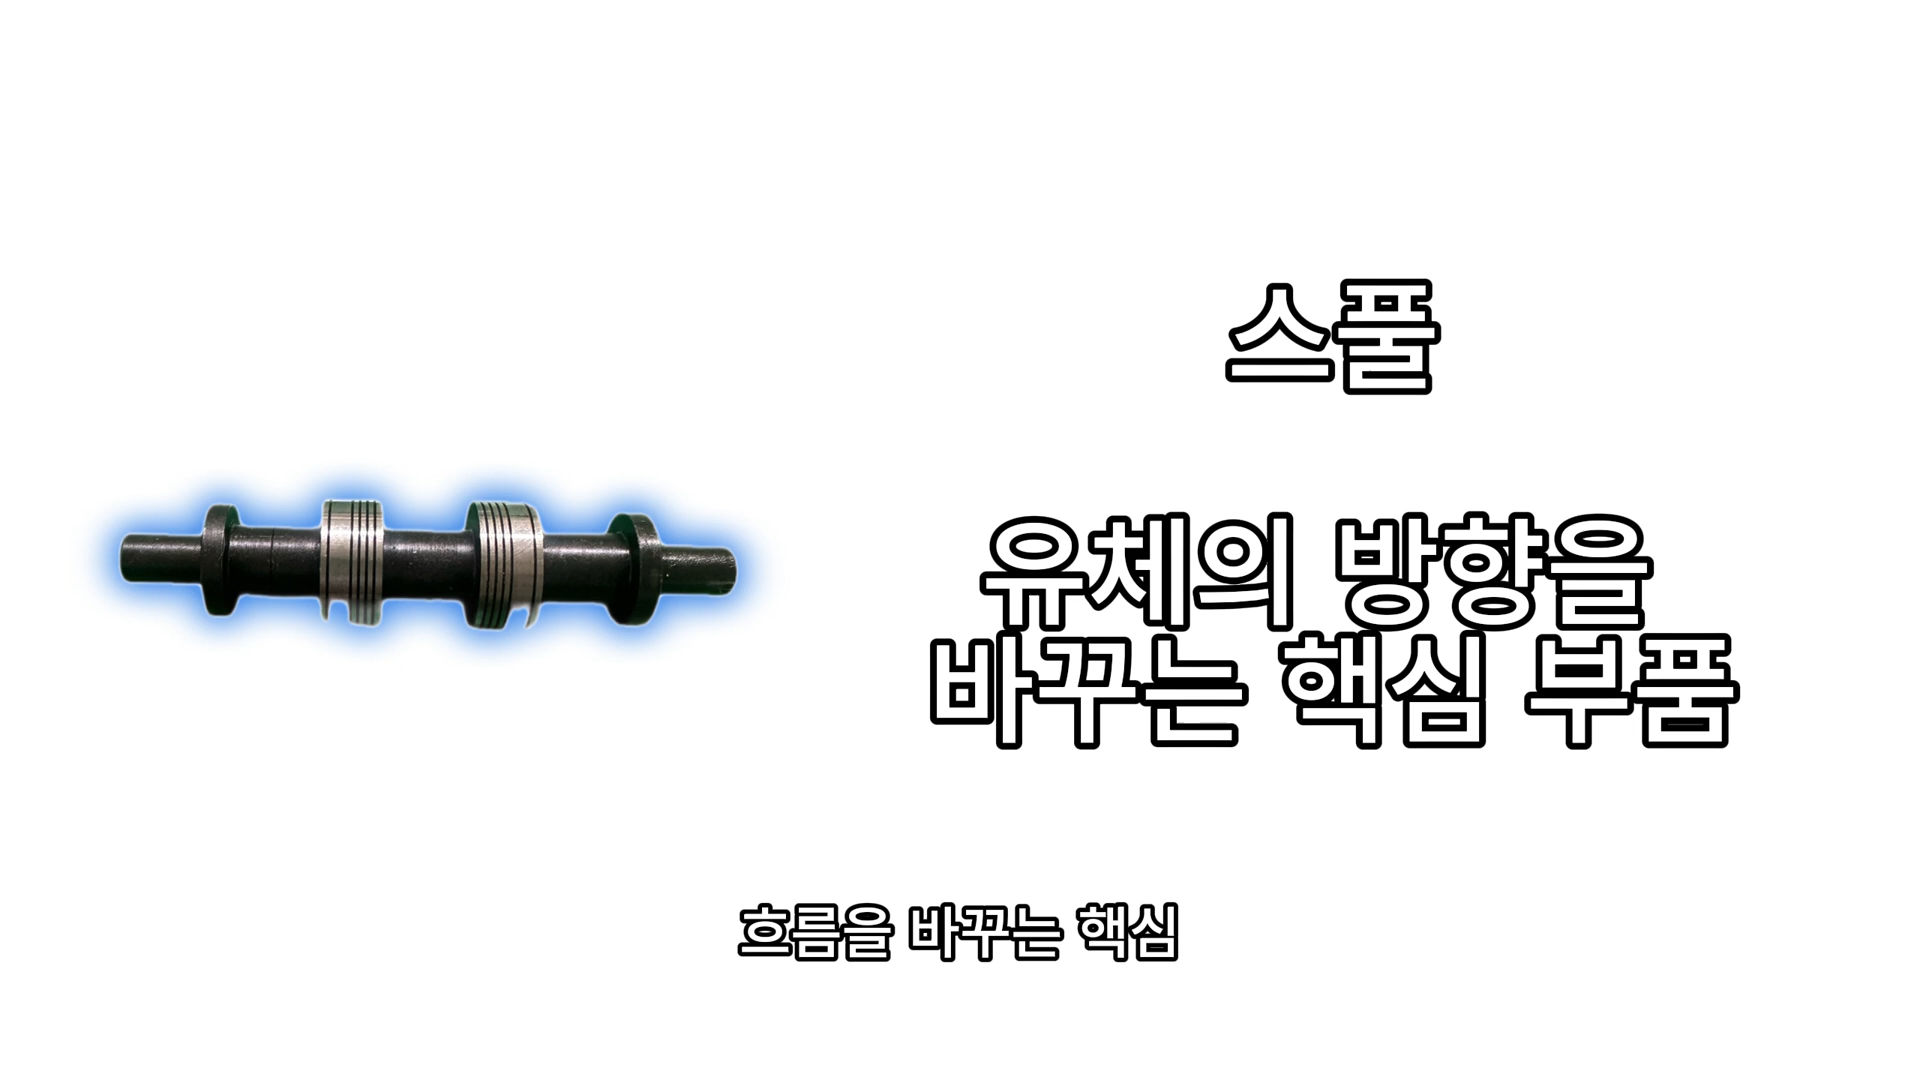 스풀
유체의 방향을
바꾸는 핵심 부품
흐름을 바꾸는 핵심